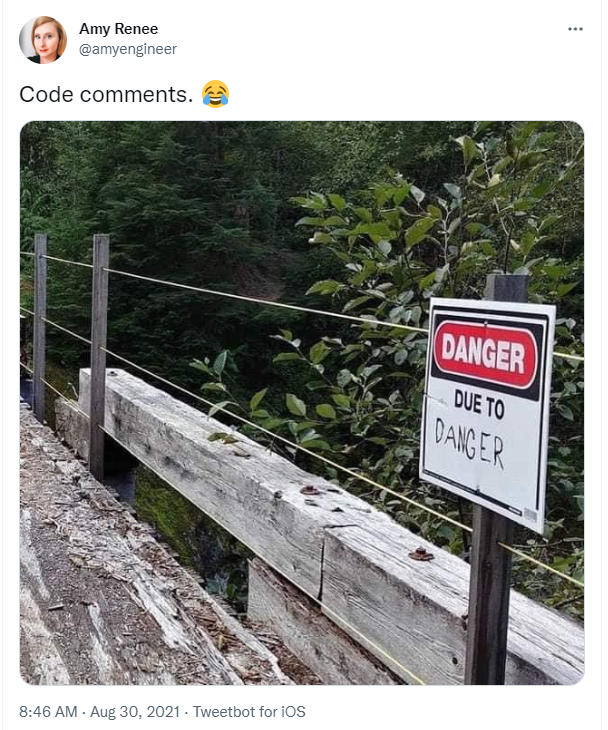 Amy Renee
@amyengineer
Code comments. 😂
DANGER
DUE TO
DANGER
8:46 AM · Aug 30, 2021 · Tweetbot for iOS